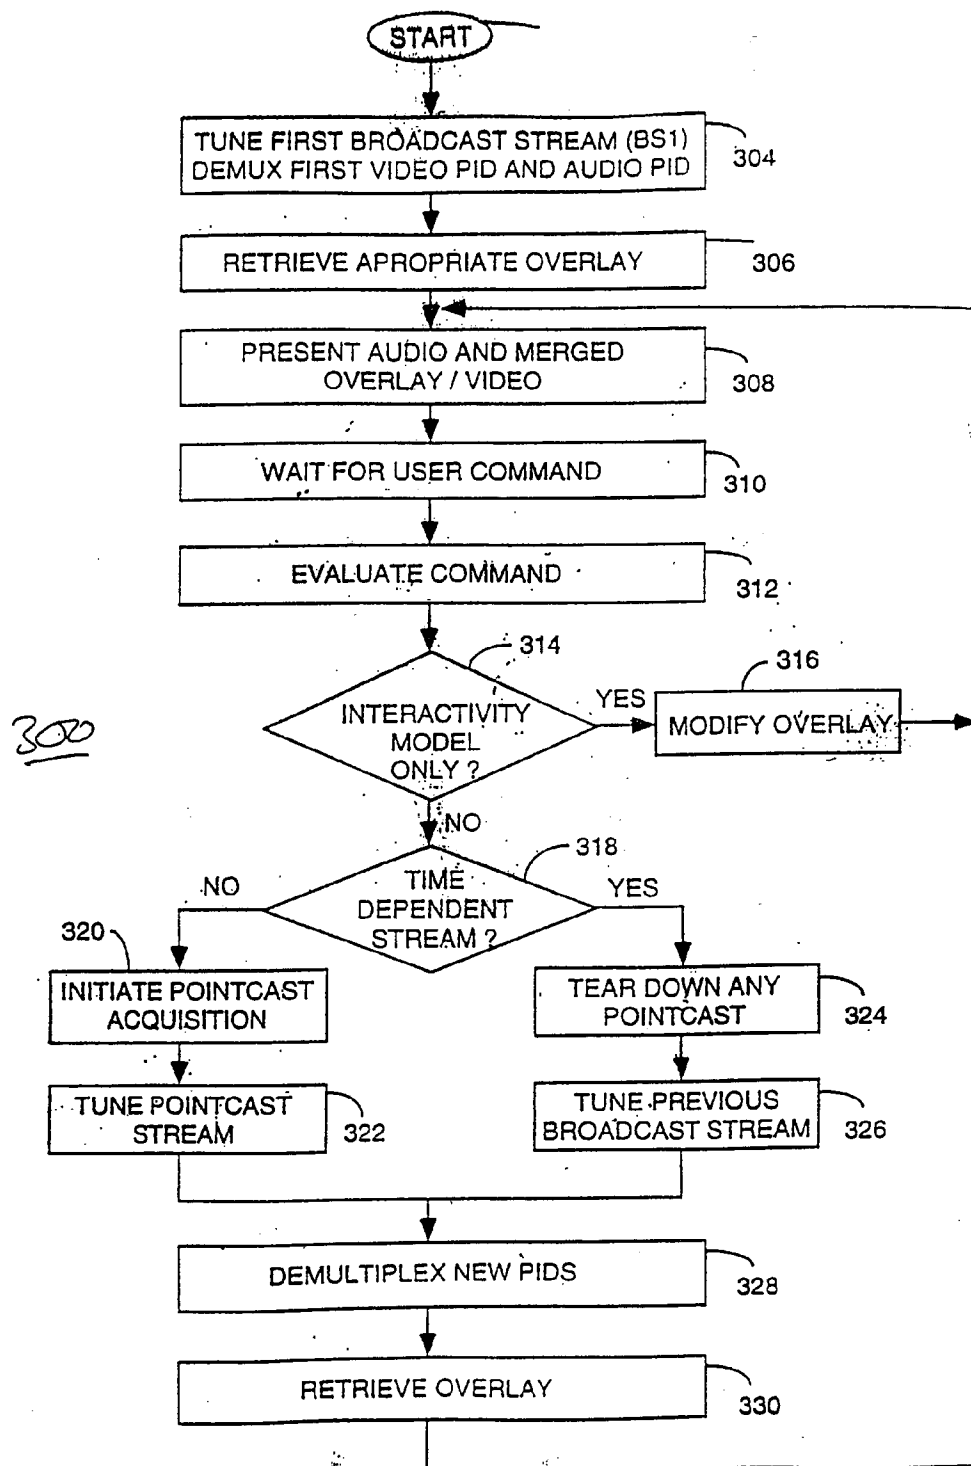 START
TUNE FIRST BROADCAST STREAM (BS1)
DEMUX FIRST VIDEO PID AND AUDIO PID
304
RETRIEVE APROPRIATE OVERLAY
306
PRESENT AUDIO AND MERGED
OVERLAY / VIDEO
308
WAIT FOR USER COMMAND
310
EVALUATE COMMAND
312
314
INTERACTIVITY
MODEL
ONLY ?
YES
316
MODIFY OVERLAY
300
NO
318
TIME
DEPENDENT
STREAM ?
NO
YES
320
INITIATE POINTCAST
ACQUISITION
TEAR DOWN ANY
POINTCAST
324
TUNE POINTCAST
STREAM
322
TUNE PREVIOUS
BROADCAST STREAM
326
DEMULTIPLEX NEW PIDS
328
RETRIEVE OVERLAY
330